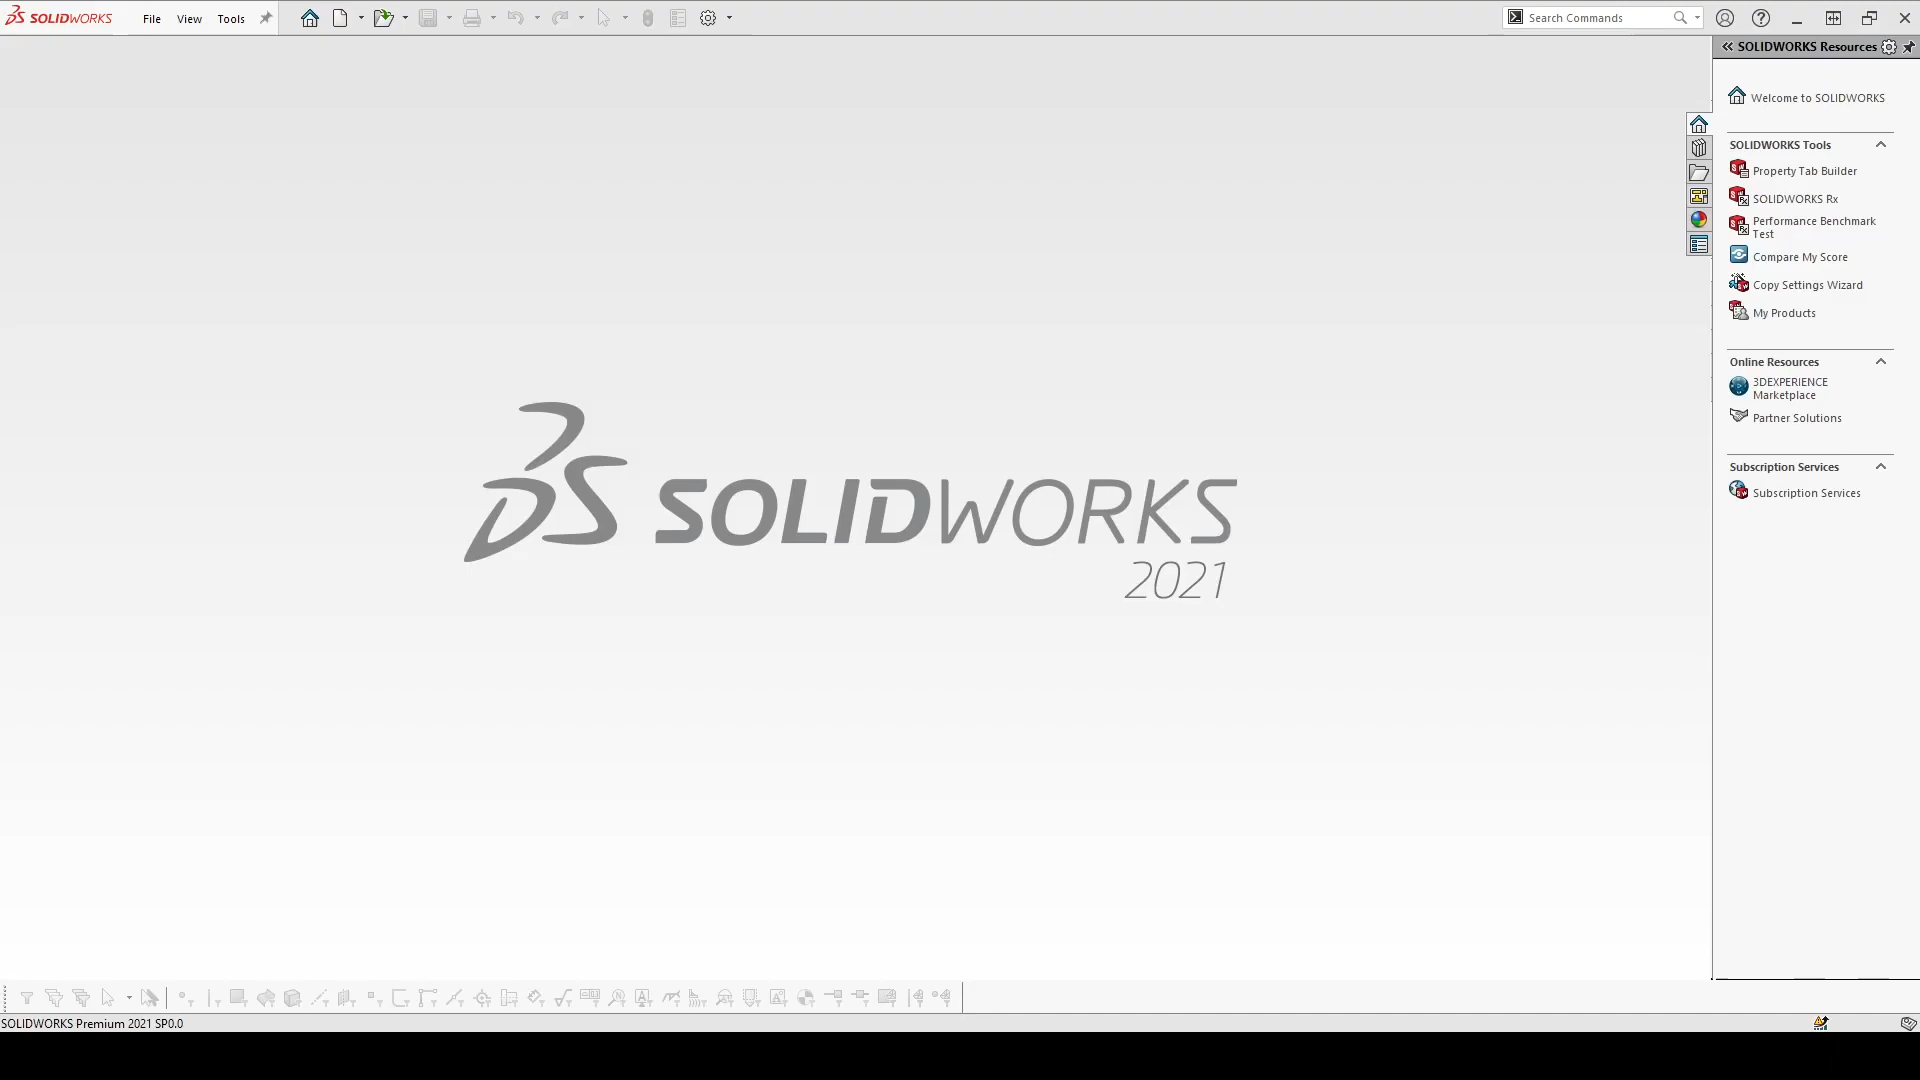 SOLIDWORKS File View Tools Search Commands
SOLIDWORKS Resources
Welcome to SOLIDWORKS
SOLIDWORKS Tools
Property Tab Builder
SOLIDWORKS Rx
Performance Benchmark
Test
Compare My Score
Copy Settings Wizard
My Products
Online Resources
3DEXPERIENCE
Marketplace
Partner Solutions
Subscription Services
Subscription Services
SOLIDWORKS
2021
SOLIDWORKS Premium 2021 SP0.0